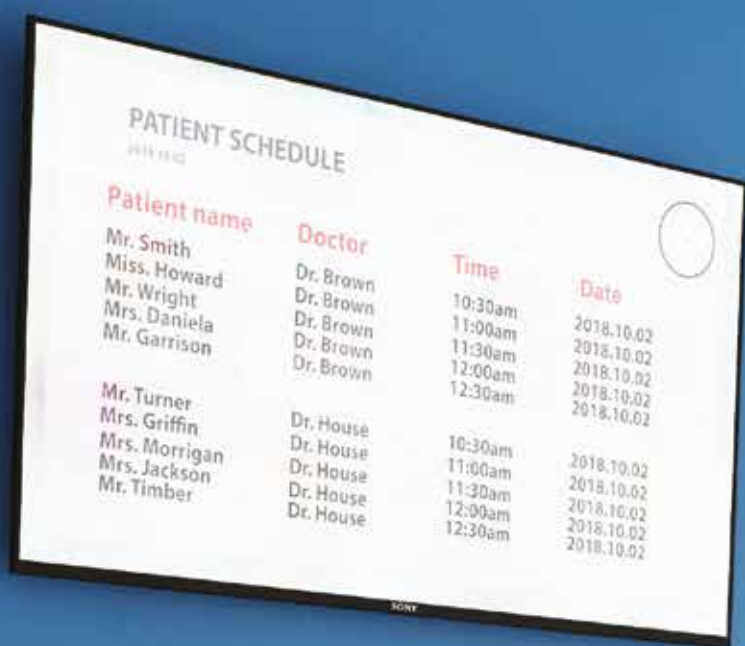 PATIENT SCHEDULE
2018.10.02
Patient name Doctor Time Date
Mr. Smith Dr. Brown 10:30am 2018.10.02
Miss. Howard Dr. Brown 11:00am 2018.10.02
Mr. Wright Dr. Brown 11:30am 2018.10.02
Mrs. Daniela Dr. Brown 12:00am 2018.10.02
Mr. Garrison Dr. Brown 12:30am 2018.10.02
Mr. Turner Dr. House 10:30am 2018.10.02
Mrs. Griffin Dr. House 11:00am 2018.10.02
Mrs. Morrigan Dr. House 11:30am 2018.10.02
Mrs. Jackson Dr. House 12:00am 2018.10.02
Mr. Timber Dr. House 12:30am 2018.10.02
SONY